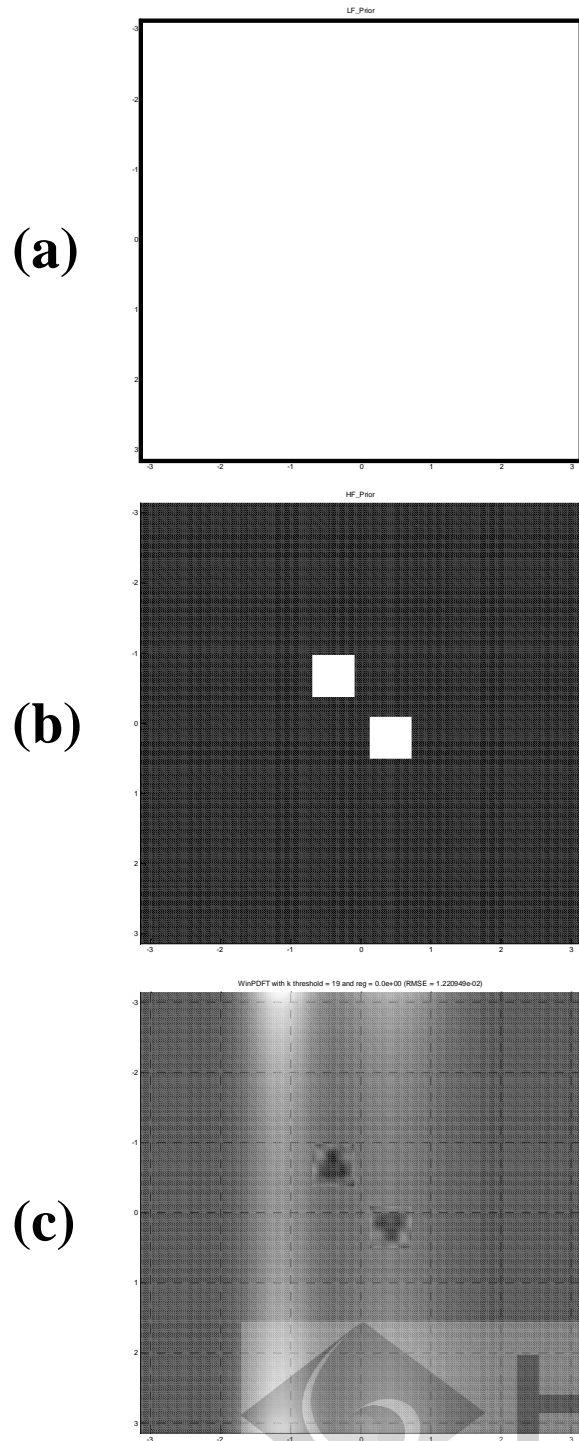 LF_Prior
-3
-2
-1
0
1
2
3
-3 -2 -1 0 1 2 3
(a)
HF_Prior
-3
-2
-1
0
1
2
3
-3 -2 -1 0 1 2 3
(b)
WinPDFT with k threshold = 19 and reg = 0.0e+00 (RMSE = 1.220949e-02)
-3
-2
-1
0
1
2
3
-3 -2 -1 0 1 2 3
(c)
H